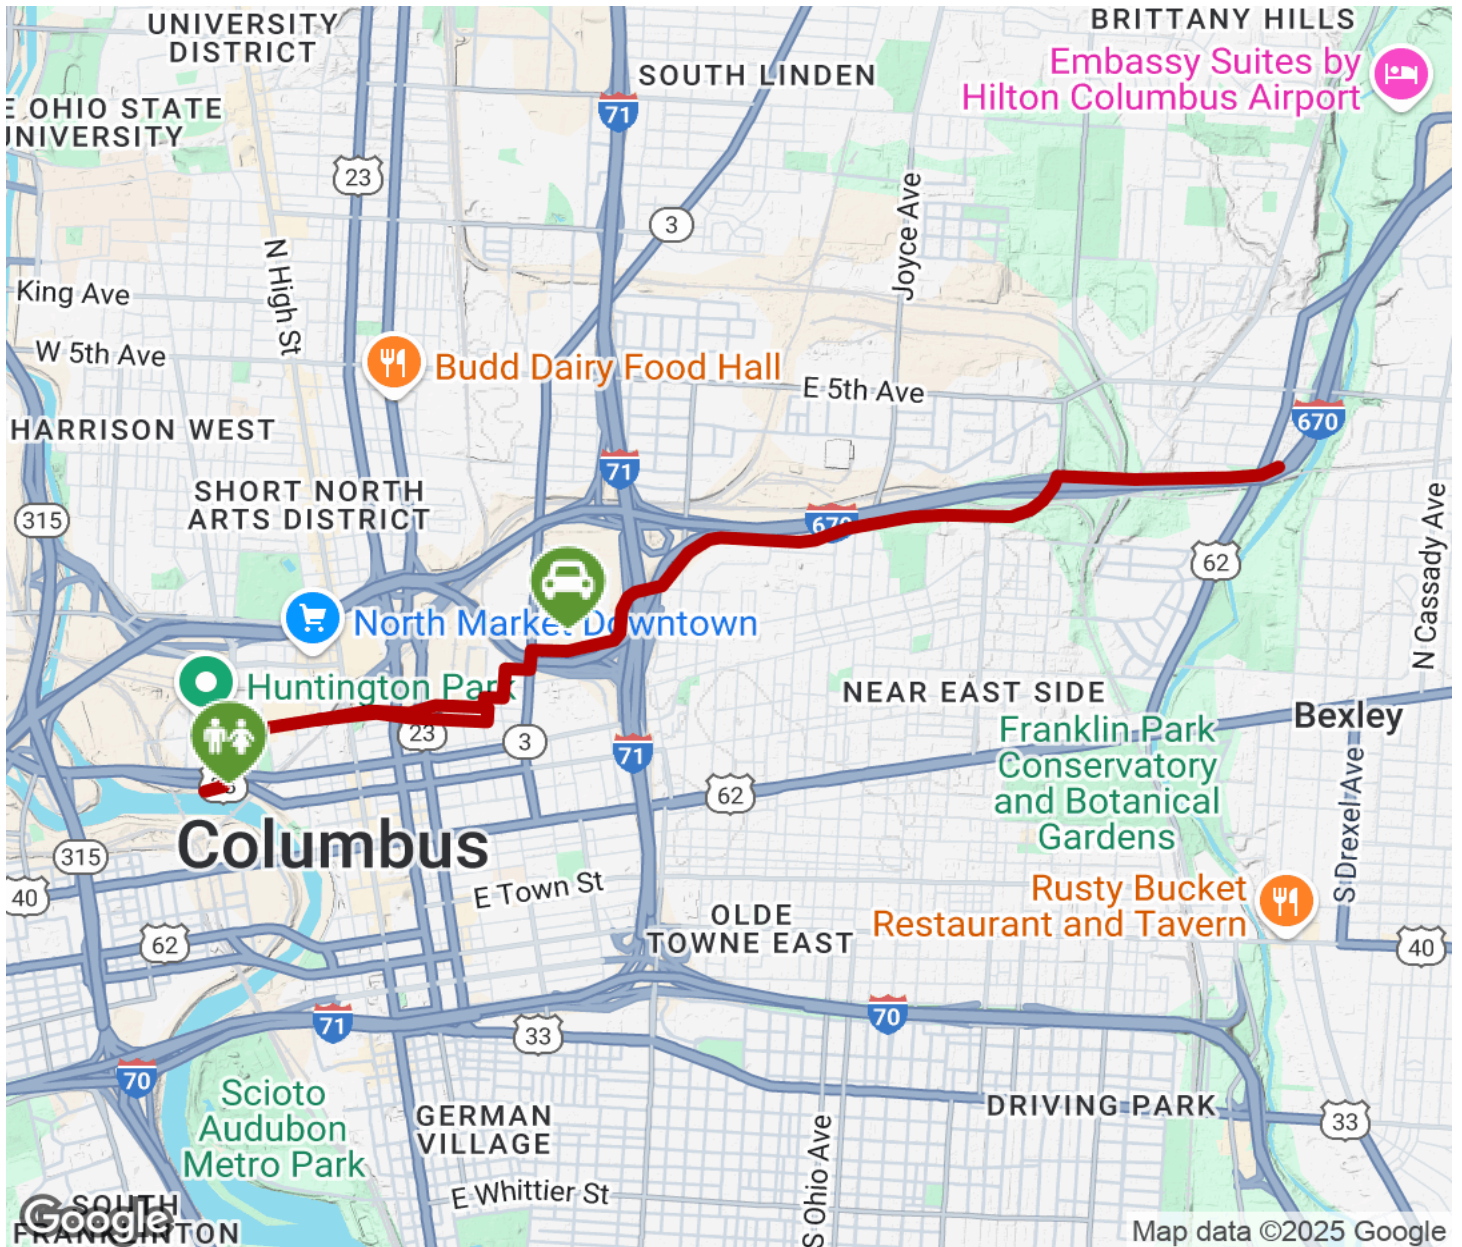 UNIVERSITY
DISTRICT
BRITTANY HILLS
Embassy Suites by
Hilton Columbus Airport
SOUTH LINDEN
71
E OHIO STATE
UNIVERSITY
23
Joyce Ave
3
N High St
King Ave
W 5th Ave
Budd Dairy Food Hall
E 5th Ave
670
HARRISON WEST
71
SHORT NORTH
ARTS DISTRICT
315
670
N Cassady Ave
62
North Market Downtown
Huntington Park
NEAR EAST SIDE
Bexley
23
3
71
Franklin Park
Conservatory
and Botanical
Gardens
62
S Drexel Ave
Columbus
315
40
E Town St
Rusty Bucket
Restaurant and Tavern
OLDE
TOWNE EAST
62
40
71
33
70
70
Scioto
Audubon
Metro Park
GERMAN
VILLAGE
DRIVING PARK
33
S Ohio Ave
E Whittier St
SOUTH
FRANKLINTON
Google
Map data ©2025 Google